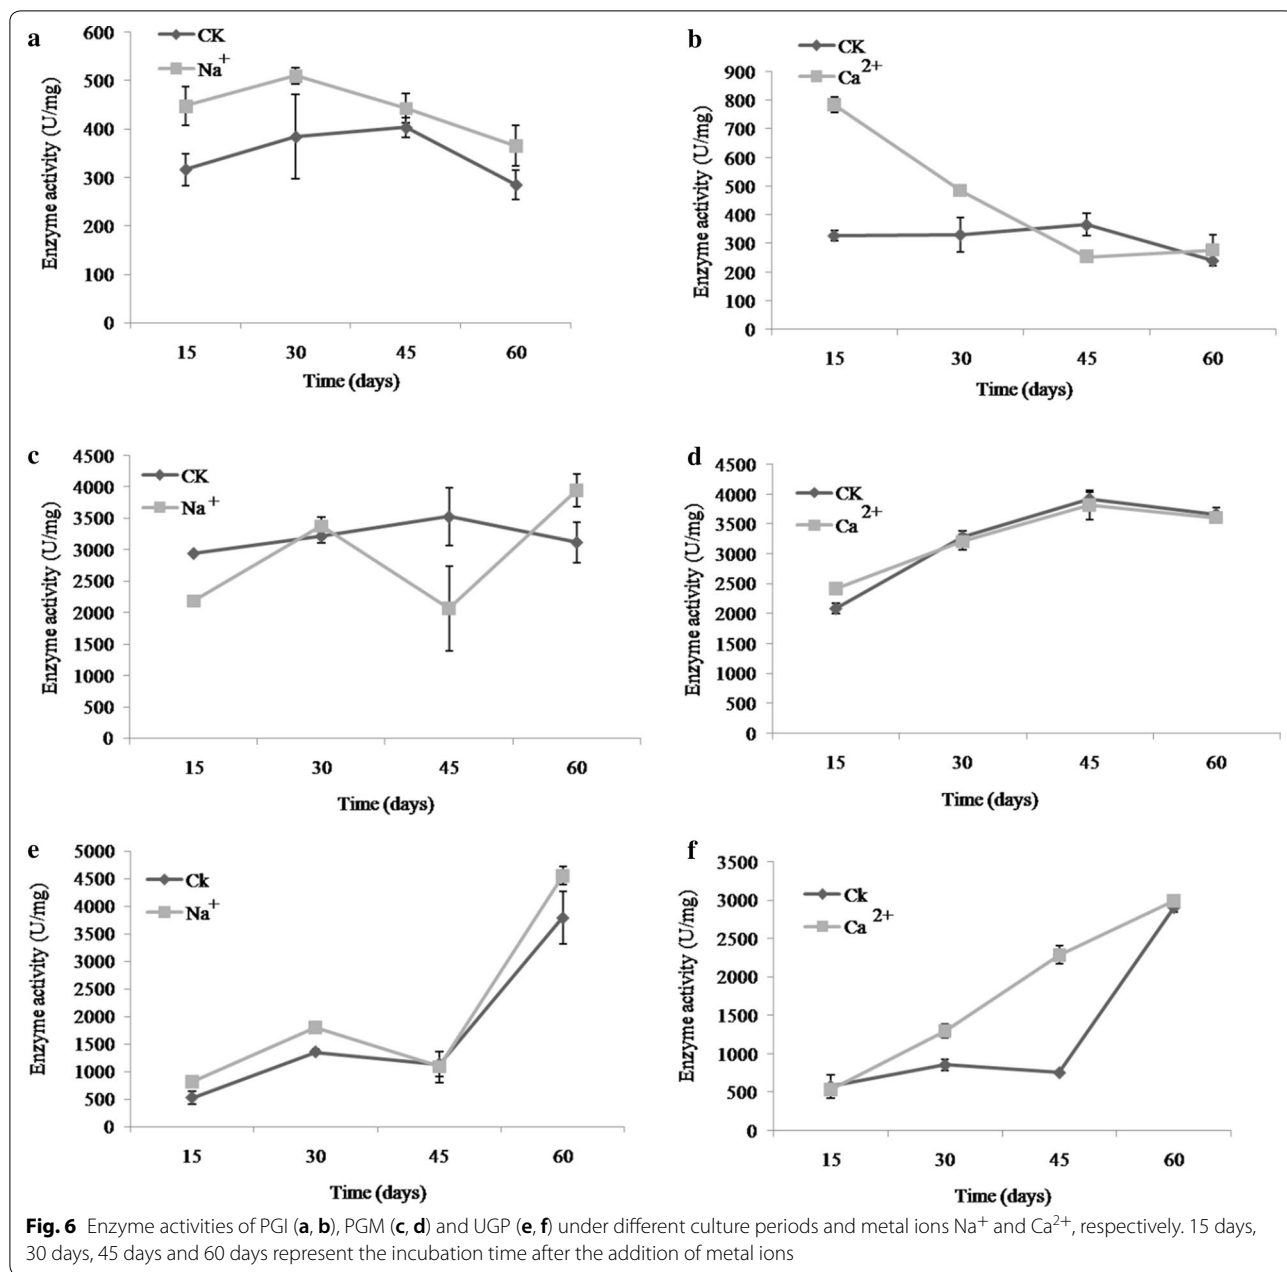 a
CK
Na+
Enzyme activity (U/mg)
600
500
400
300
200
100
0
15 30 45 60
Time (days)
b
CK
Ca2+
Enzyme activity (U/mg)
900
800
700
600
500
400
300
200
100
0
15 30 45 60
Time (days)
c
CK
Na+
Enzyme activity (U/mg)
4500
4000
3500
3000
2500
2000
1500
1000
500
0
15 30 45 60
Time (days)
d
CK
Ca2+
Enzyme activity (U/mg)
4500
4000
3500
3000
2500
2000
1500
1000
500
0
15 30 45 60
Time (days)
e
Ck
Na+
Enzyme activity (U/mg)
5000
4500
4000
3500
3000
2500
2000
1500
1000
500
0
15 30 45 60
Time (days)
f
Ck
Ca 2+
Enzyme activity (U/mg)
3500
3000
2500
2000
1500
1000
500
0
15 30 45 60
Time (days)
Fig. 6 Enzyme activities of PGI (a, b), PGM (c, d) and UGP (e, f) under different culture periods and metal ions Na+ and Ca2+, respectively. 15 days,
30 days, 45 days and 60 days represent the incubation time after the addition of metal ions